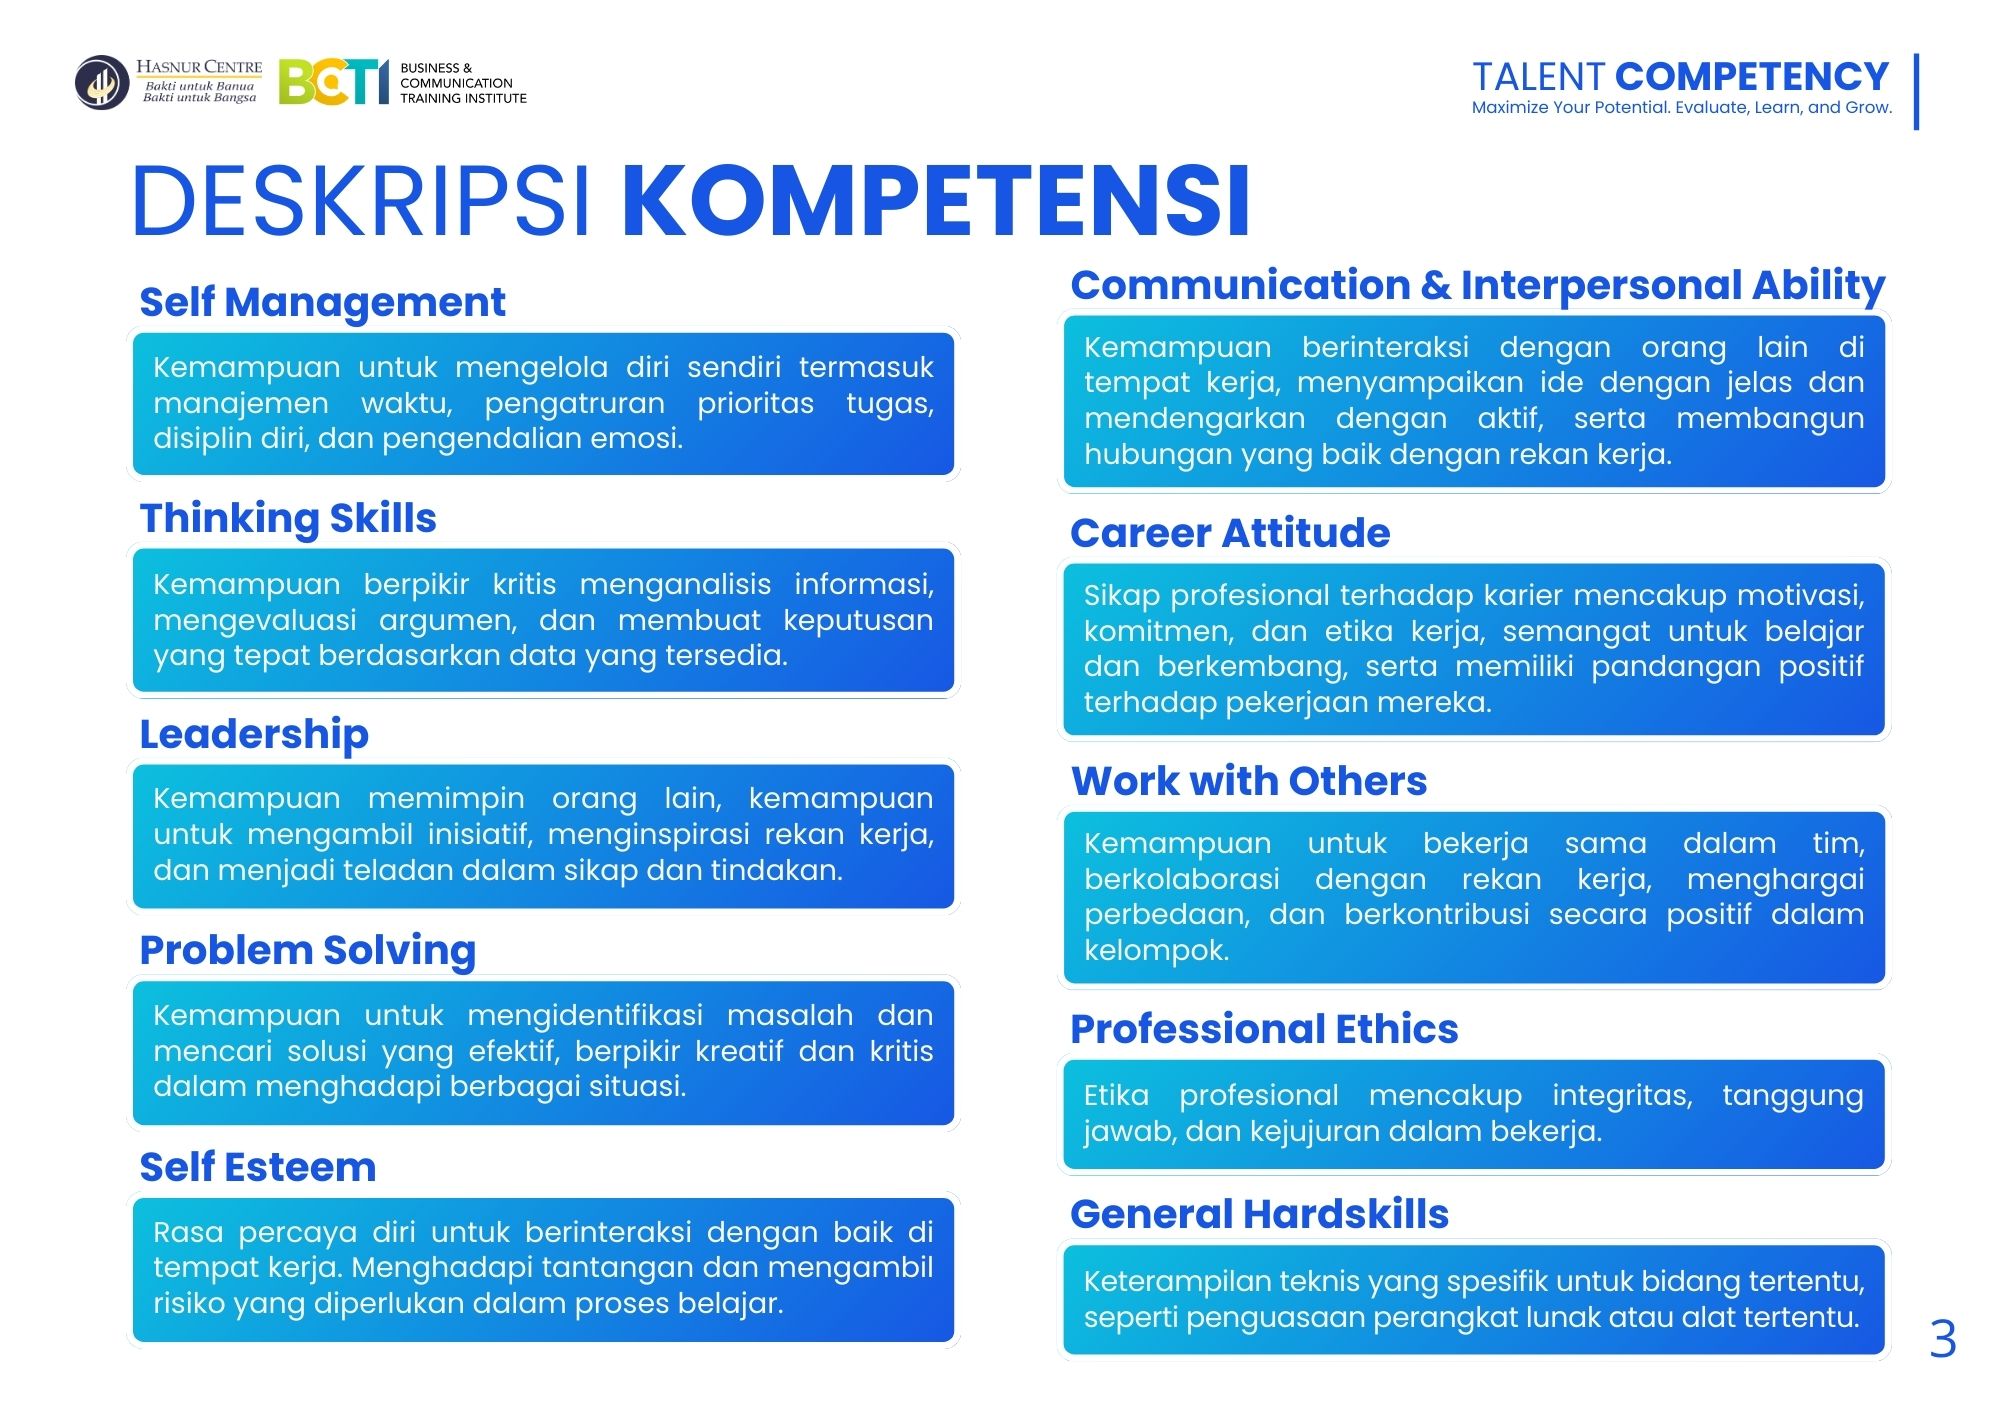 HASNUR CENTRE
Bakti untuk Banua
Bakti untuk Bangsa
BCTI
BUSINESS &
COMMUNICATION
TRAINING INSTITUTE
TALENT COMPETENCY
Maximize Your Potential. Evaluate, Learn, and Grow.
DESKRIPSI KOMPETENSI
Self Management
Kemampuan untuk mengelola diri sendiri termasuk
manajemen waktu, pengatruran prioritas tugas,
disiplin diri, dan pengendalian emosi.
Thinking Skills
Kemampuan berpikir kritis menganalisis informasi,
mengevaluasi argumen, dan membuat keputusan
yang tepat berdasarkan data yang tersedia.
Leadership
Kemampuan memimpin orang lain, kemampuan
untuk mengambil inisiatif, menginspirasi rekan kerja,
dan menjadi teladan dalam sikap dan tindakan.
Problem Solving
Kemampuan untuk mengidentifikasi masalah dan
mencari solusi yang efektif, berpikir kreatif dan kritis
dalam menghadapi berbagai situasi.
Self Esteem
Rasa percaya diri untuk berinteraksi dengan baik di
tempat kerja. Menghadapi tantangan dan mengambil
risiko yang diperlukan dalam proses belajar.
Communication & Interpersonal Ability
Kemampuan berinteraksi dengan orang lain di
tempat kerja, menyampaikan ide dengan jelas dan
mendengarkan dengan aktif, serta membangun
hubungan yang baik dengan rekan kerja.
Career Attitude
Sikap profesional terhadap karier mencakup motivasi,
komitmen, dan etika kerja, semangat untuk belajar
dan berkembang, serta memiliki pandangan positif
terhadap pekerjaan mereka.
Work with Others
Kemampuan untuk bekerja sama dalam tim,
berkolaborasi dengan rekan kerja, menghargai
perbedaan, dan berkontribusi secara positif dalam
kelompok.
Professional Ethics
Etika profesional mencakup integritas, tanggung
jawab, dan kejujuran dalam bekerja.
General Hardskills
Keterampilan teknis yang spesifik untuk bidang tertentu,
seperti penguasaan perangkat lunak atau alat tertentu.
3